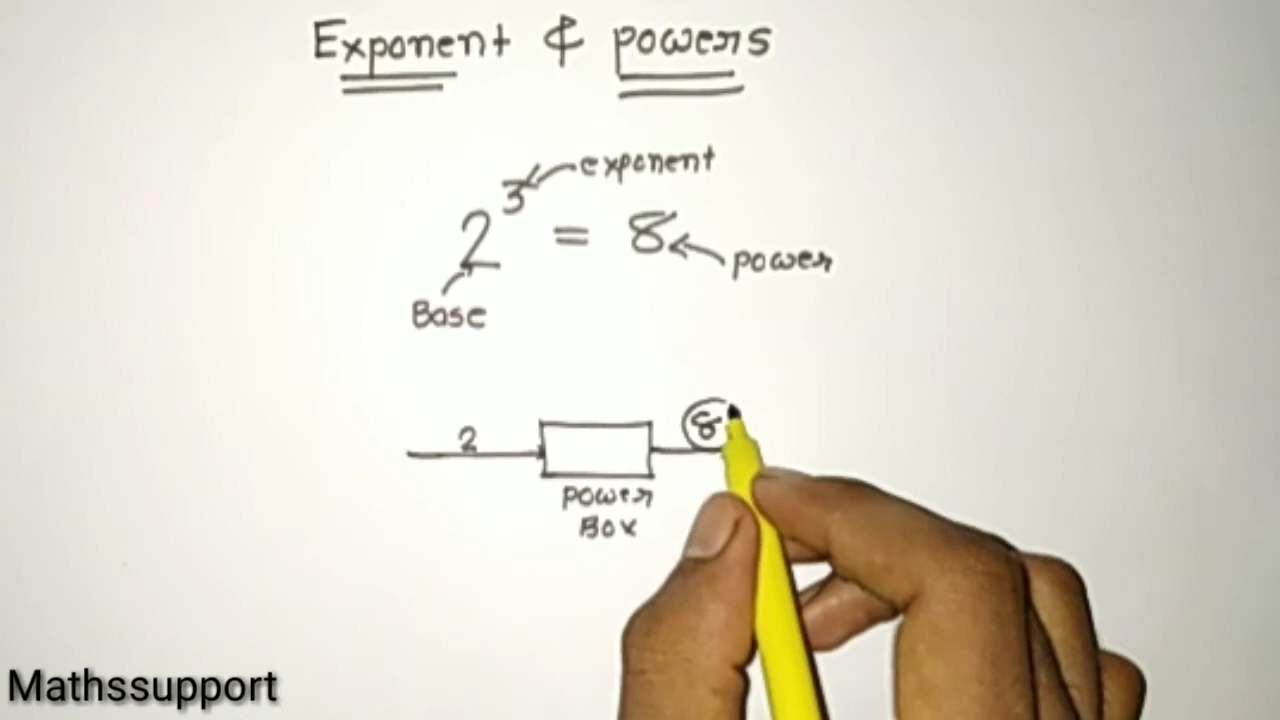 Exponent & powers
exponent
2³ = 8
power
Base
2
8
power
Box
Mathssupport